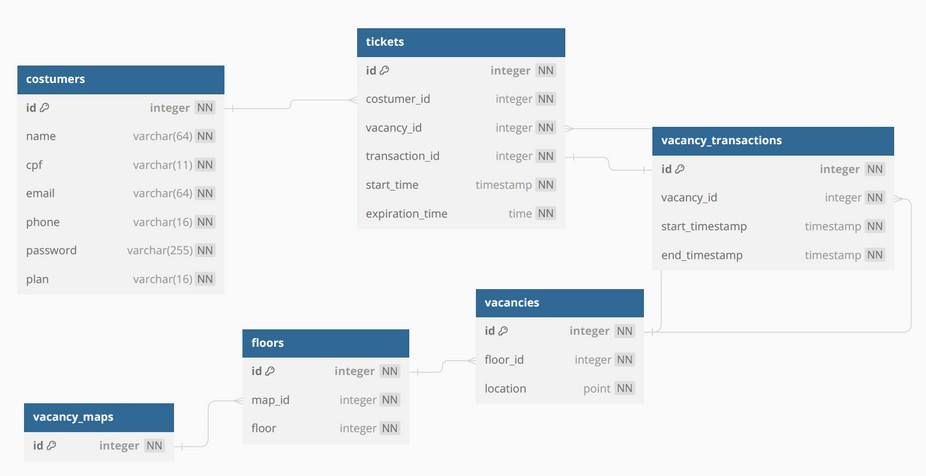 tickets
id integer NN
costumer_id integer NN
vacancy_id integer NN
transaction_id integer NN
start_time timestamp NN
expiration_time time NN
costumers
id integer NN
name varchar(64) NN
cpf varchar(11) NN
email varchar(64) NN
phone varchar(16) NN
password varchar(255) NN
plan varchar(16) NN
vacancy_transactions
id integer NN
vacancy_id integer NN
start_timestamp timestamp NN
end_timestamp timestamp NN
vacancies
id integer NN
floor_id integer NN
location point NN
floors
id integer NN
map_id integer NN
floor integer NN
vacancy_maps
id integer NN